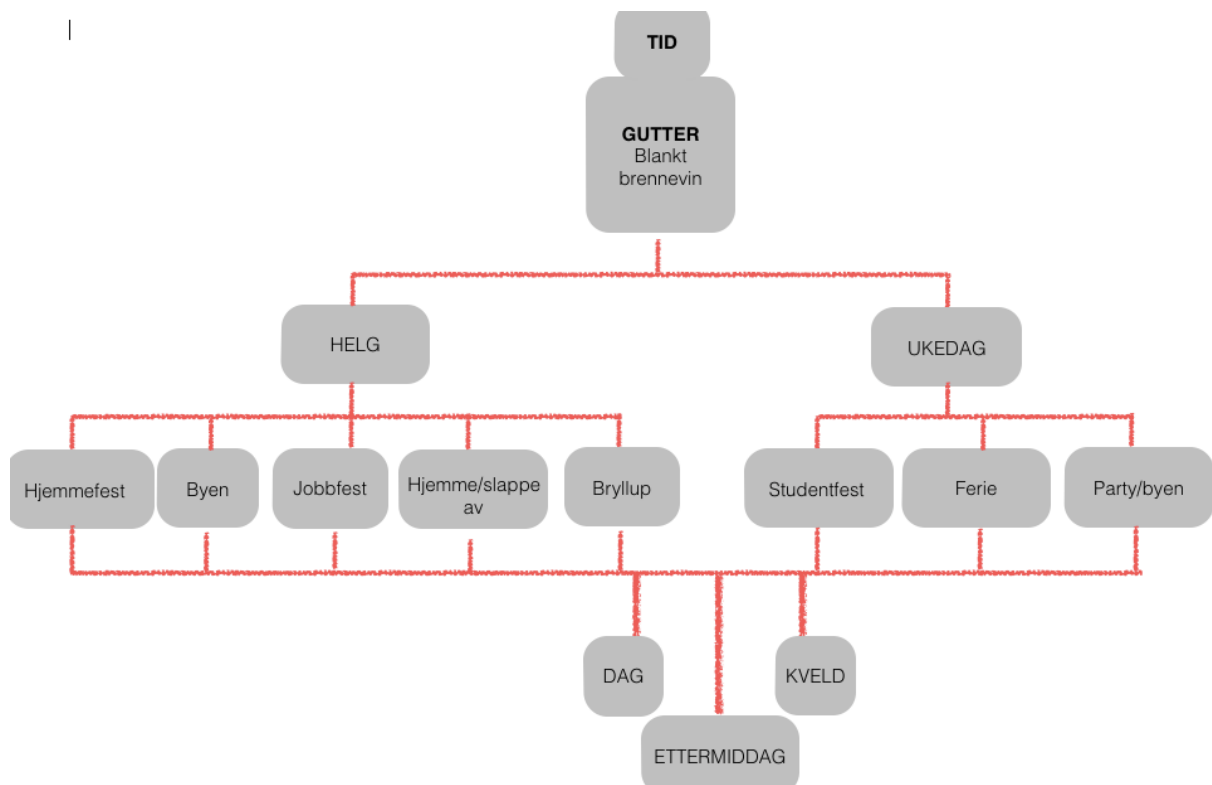 TID
GUTTER
Blankt
brennevin
HELG
UKEDAG
Hjemmefest
Byen
Jobbfest
Hjemme/slappe
av
Bryllup
Studentfest
Ferie
Party/byen
DAG
KVELD
ETTERMIDDAG